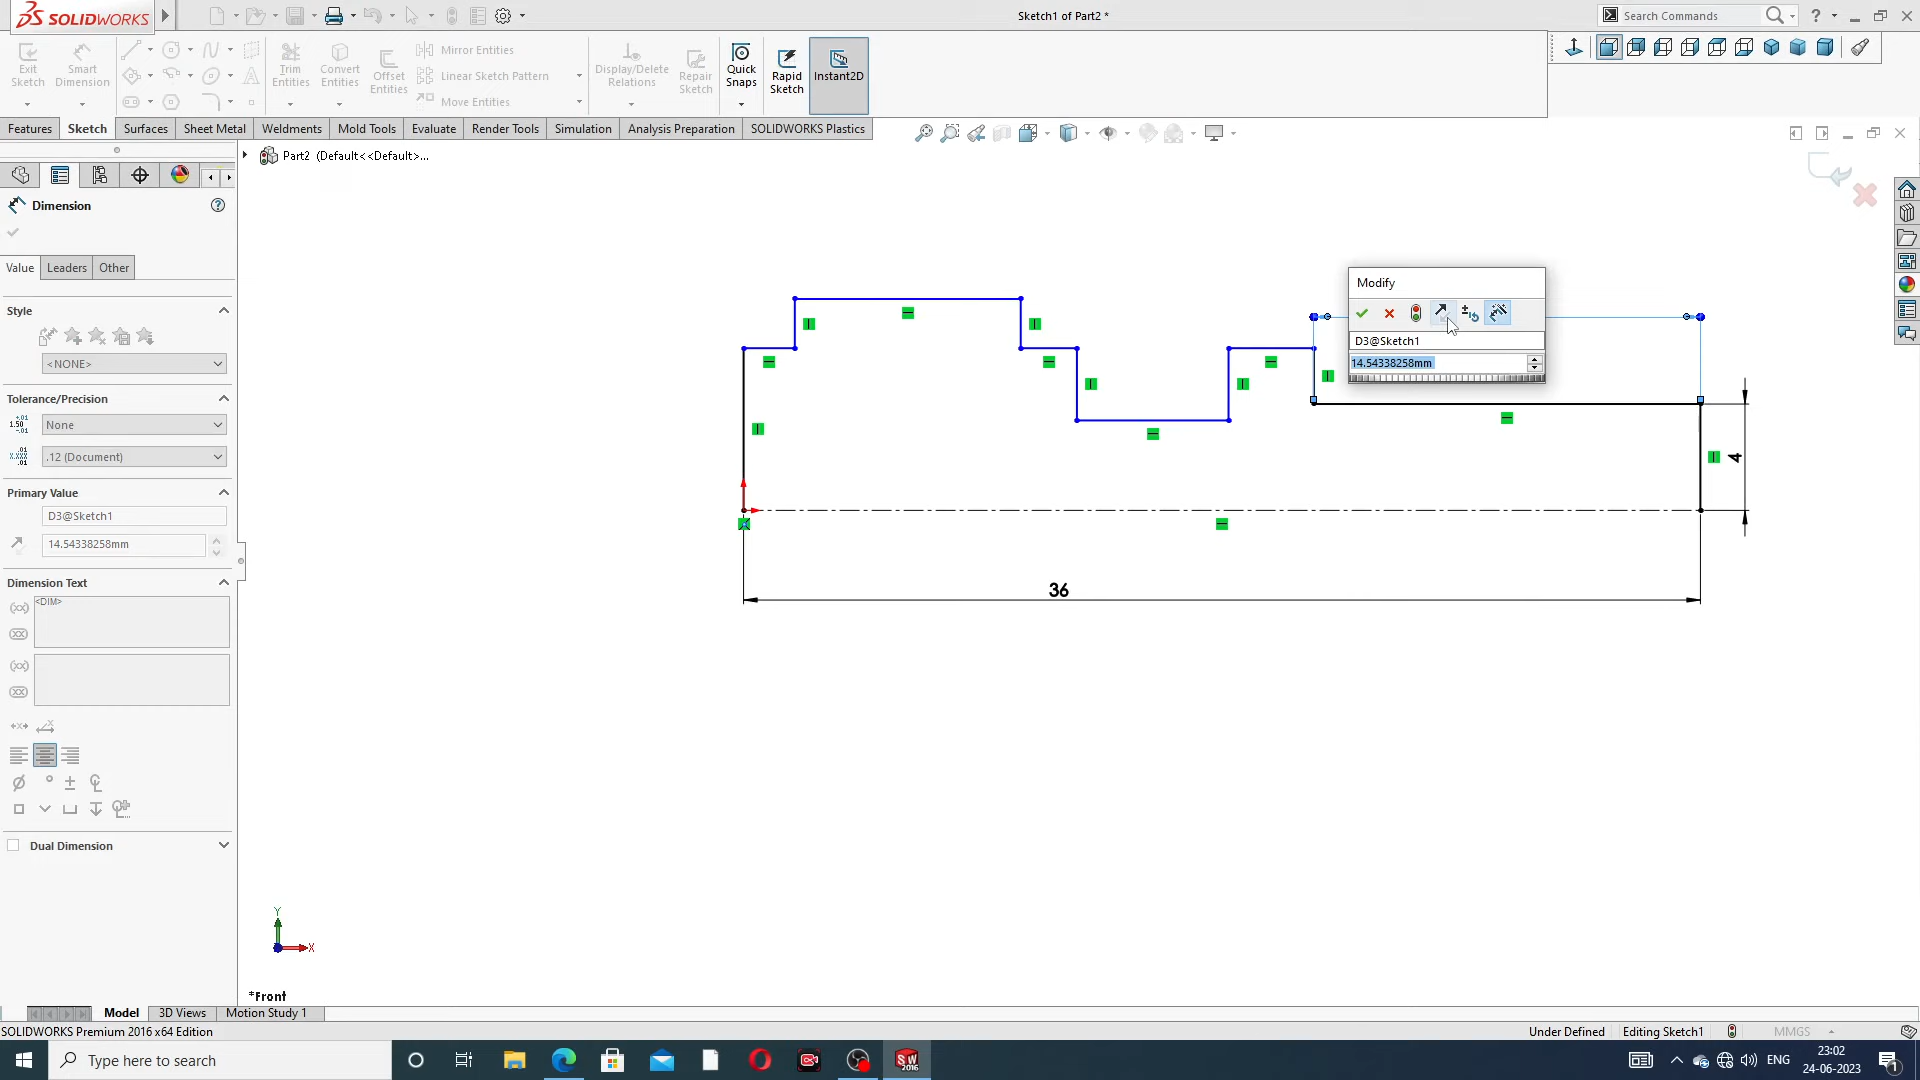 SOLIDWORKS
Sketch1 of Part2 *
Search Commands
Exit Sketch
Smart Dimension
Trim Entities
Convert Entities
Offset Entities
Mirror Entities
Linear Sketch Pattern
Move Entities
Display/Delete Relations
Repair Sketch
Quick Snaps
Rapid Sketch
Instant2D
Features
Sketch
Surfaces
Sheet Metal
Weldments
Mold Tools
Evaluate
Render Tools
Simulation
Analysis Preparation
SOLIDWORKS Plastics
Part2 (Default<<Default>...
Dimension
Value
Leaders
Other
Style
<NONE>
Tolerance/Precision
None
.12 (Document)
Primary Value
D3@Sketch1
14.54338258mm
Dimension Text
<DIM>
Dual Dimension
Modify
D3@Sketch1
14.54338258mm
4
36
Y
X
*Front
Model
3D Views
Motion Study 1
SOLIDWORKS Premium 2016 x64 Edition
Under Defined
Editing Sketch1
MMGS
Type here to search
ENG
23:02
24-06-2023